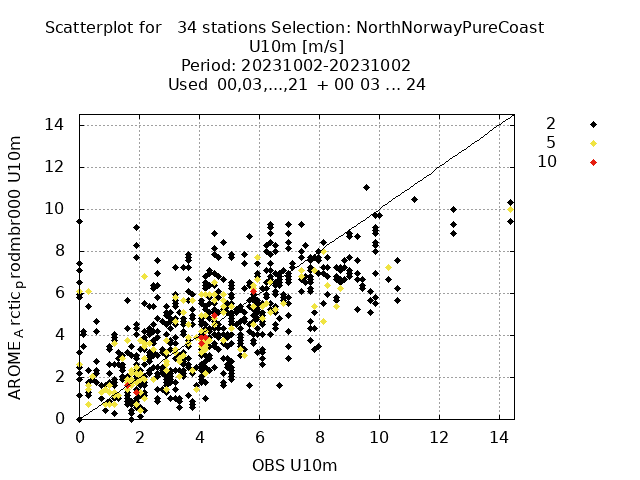 Scatterplot for   34 stations Selection: NorthNorwayPureCoast
U10m [m/s]
Period: 20231002-20231002
Used  00,03,...,21  + 00 03 ... 24
2
5
10
AROME_Arctic_prodmbr000 U10m
14
12
10
8
6
4
2
0
0 2 4 6 8 10 12 14
OBS U10m